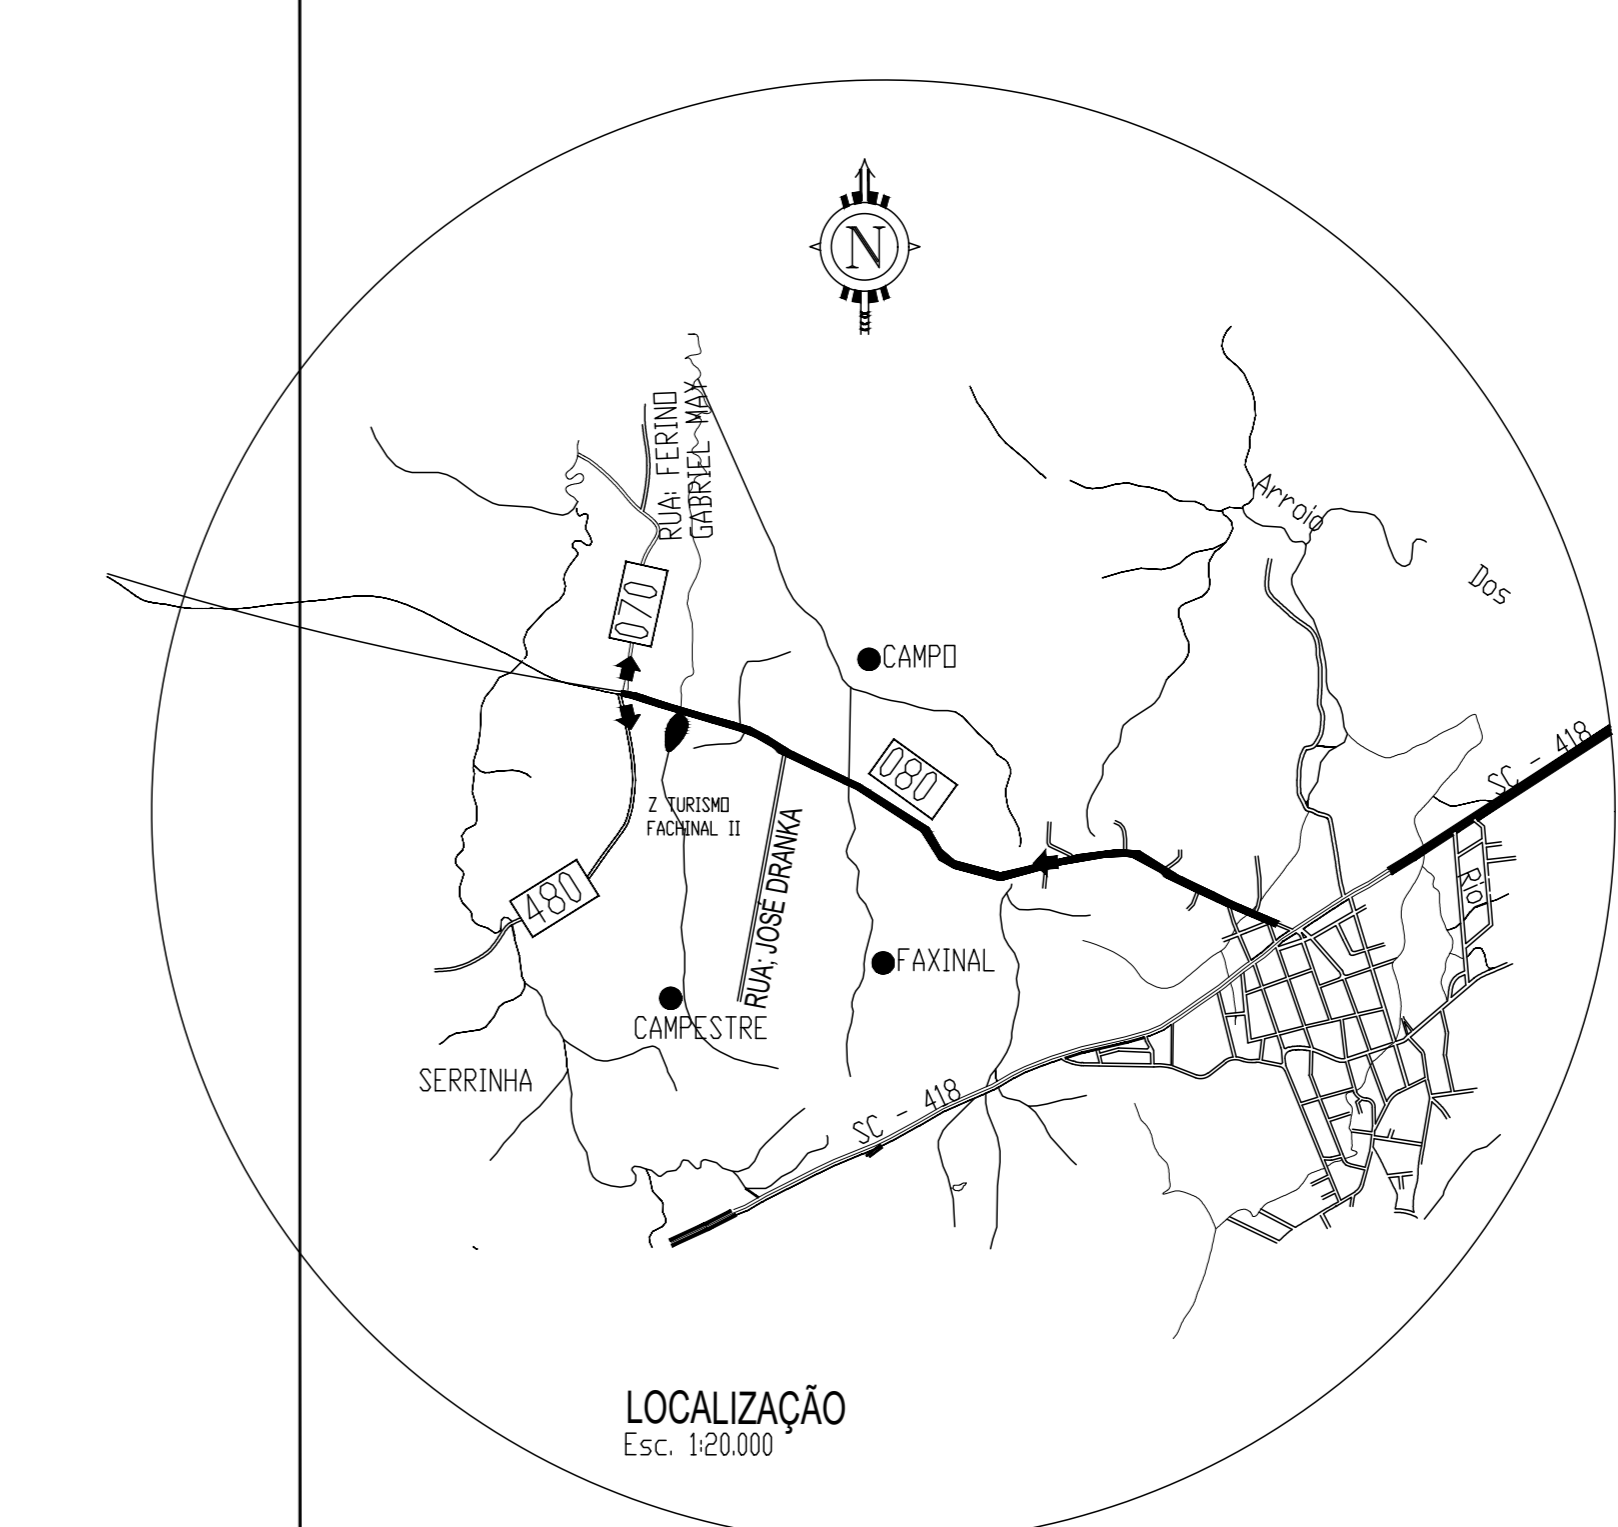 N
RUA: FERINO
GABRIEL MAY
Arroio
Dos
070
CAMPO
SC - 418
080
Z TURISMO
FACHINAL II
RUA; JOSÉ DRANKA
480
RIO
FAXINAL
CAMPESTRE
SERRINHA
SC - 418
LOCALIZAÇÃO
Esc. 1:20.000